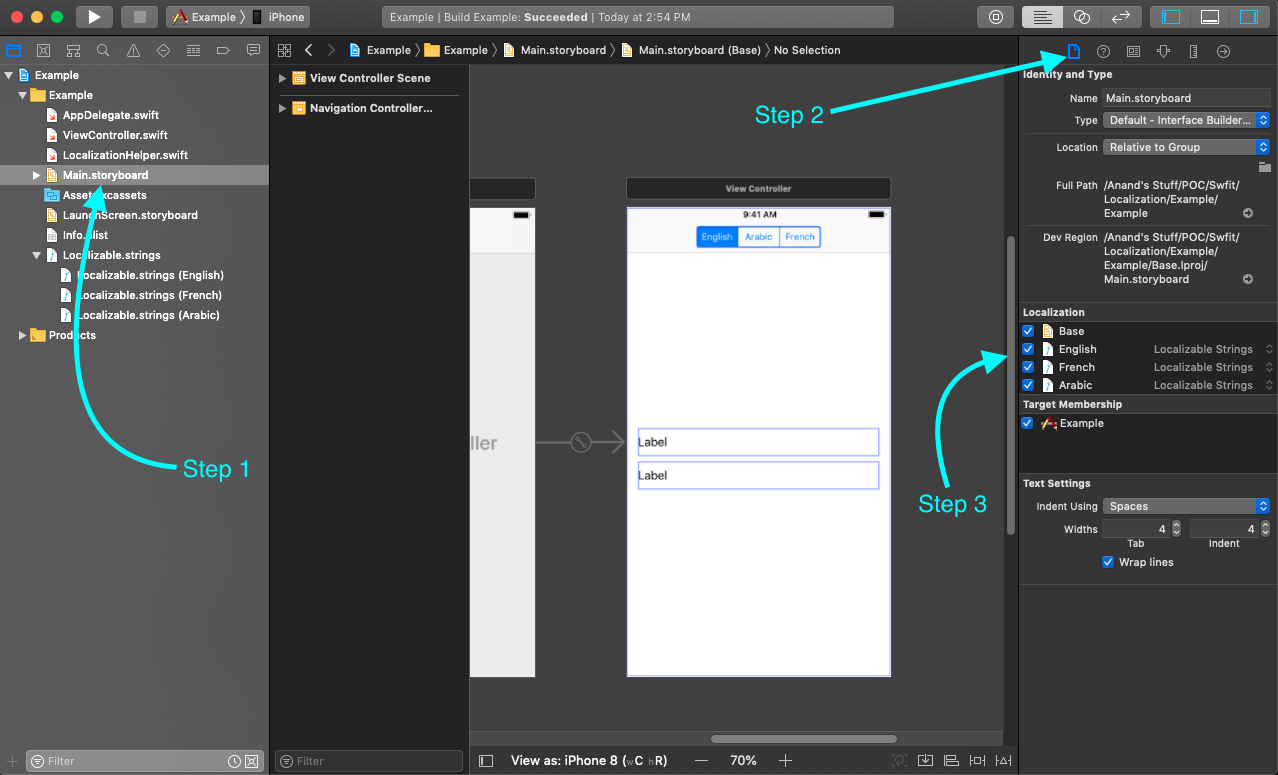 Example iPhone
Example | Build Example: Succeeded | Today at 2:54 PM
Example Example Main.storyboard Main.storyboard (Base) No Selection
Example
Example
AppDelegate.swift
ViewController.swift
LocalizationHelper.swift
Main.storyboard
Assets.xcassets
LaunchScreen.storyboard
Info.plist
Localizable.strings
Localizable.strings (English)
Localizable.strings (French)
Localizable.strings (Arabic)
Products
Step 1
Filter
View Controller Scene
Navigation Controller...
Filter
ller
View Controller
9:41 AM
English Arabic French
Label
Label
View as: iPhone 8 (wC hR)
70%
Step 2
Step 3
Identity and Type
Name Main.storyboard
Type Default - Interface Builder...
Location Relative to Group
Full Path /Anand's Stuff/POC/Swfit/
Localization/Example/
Example
Dev Region /Anand's Stuff/POC/Swfit/
Localization/Example/
Example/Base.lproj/
Main.storyboard
Localization
Base
English Localizable Strings
French Localizable Strings
Arabic Localizable Strings
Target Membership
Example
Text Settings
Indent Using Spaces
Widths 4 4
Tab Indent
Wrap lines